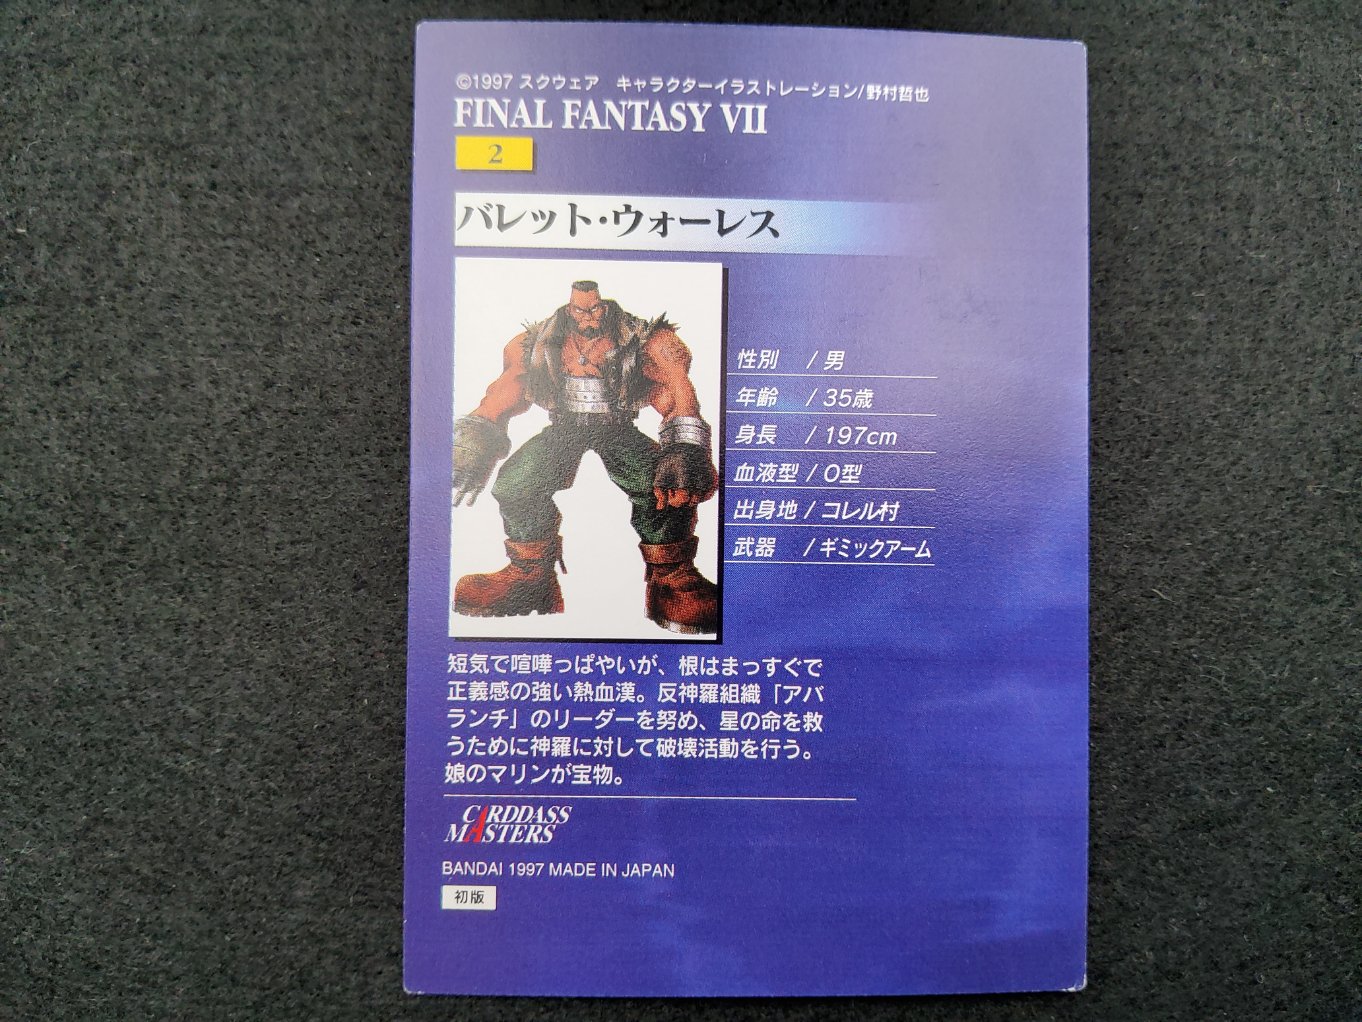 ©1997 スクウェア　キャラクターイラストレーション/野村哲也
FINAL FANTASY VII
2
バレット・ウォーレス
性別 / 男
年齢 / 35歳
身長 / 197cm
血液型 / O型
出身地 / コレル村
武器 / ギミックアーム
短気で喧嘩っぱやいが、根はまっすぐで
正義感の強い熱血漢。反神羅組織「アバ
ランチ」のリーダーを努め、星の命を救
うために神羅に対して破壊活動を行う。
娘のマリンが宝物。
CARDDASS
MASTERS
BANDAI 1997 MADE IN JAPAN
初版